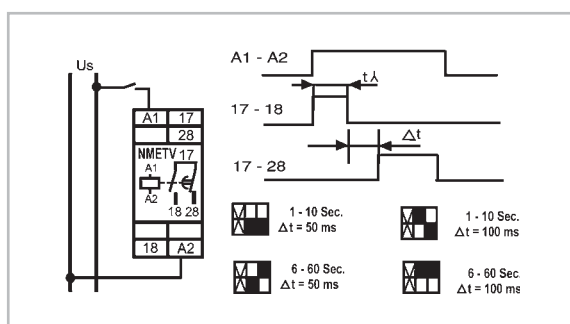 Us
A1 17
28
NMETV 17
A1
A2
18 28
18 A2
A1 - A2
t⅄
17 - 18
Δt
17 - 28
1 - 10 Sec.
Δt = 50 ms
1 - 10 Sec.
Δt = 100 ms
6 - 60 Sec.
Δt = 50 ms
6 - 60 Sec.
Δt = 100 ms